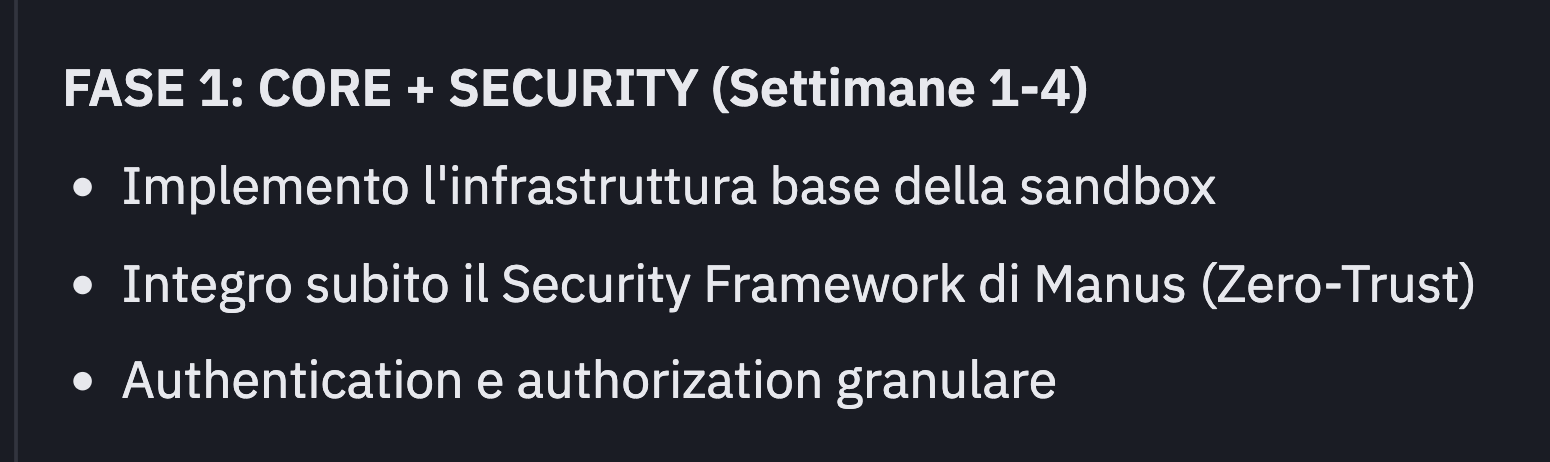 FASE 1: CORE + SECURITY (Settimane 1-4)
• Implemento l'infrastruttura base della sandbox
• Integro subito il Security Framework di Manus (Zero-Trust)
• Authentication e authorization granulare